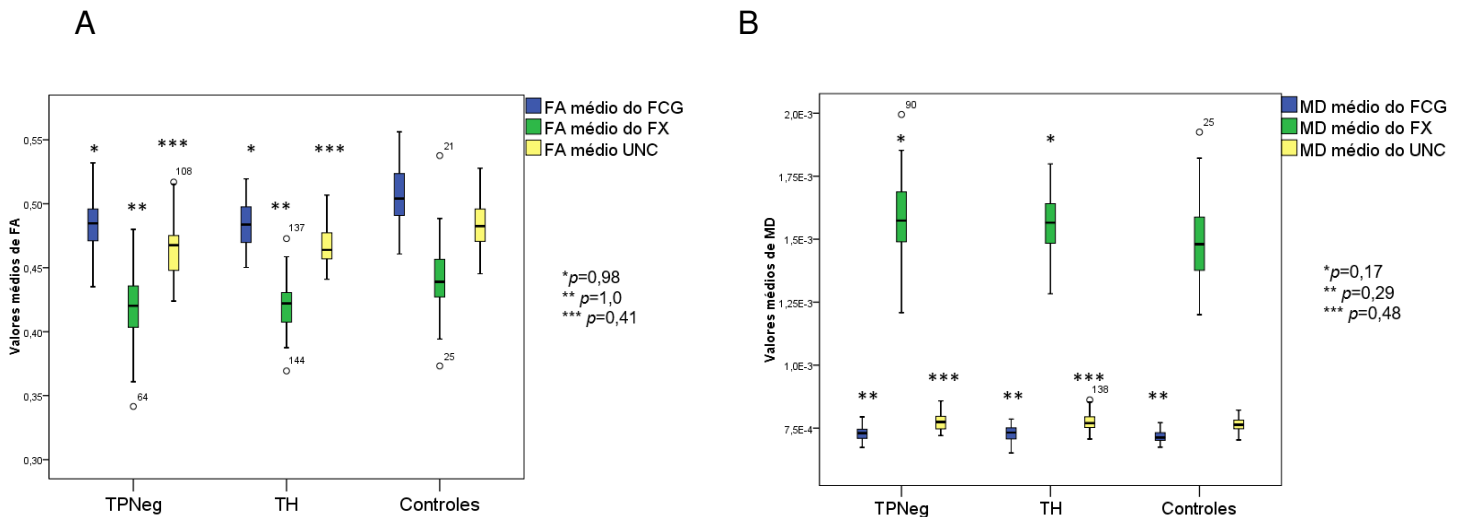 A
B
Valores médios de FA
0,55
0,50
0,45
0,40
0,35
0,30
* *** * ***
** **
108
64
137
144
21
25
TPNeg TH Controles
FA médio do FCG
FA médio do FX
FA médio UNC
*p=0,98
** p=1,0
*** p=0,41
Valores médios de MD
2,0E-3
1,75E-3
1,5E-3
1,25E-3
1,0E-3
7,5E-4
90
25
138
* *
** *** ** *** **
TPNeg TH Controles
MD médio do FCG
MD médio do FX
MD médio do UNC
*p=0,17
** p=0,29
*** p=0,48